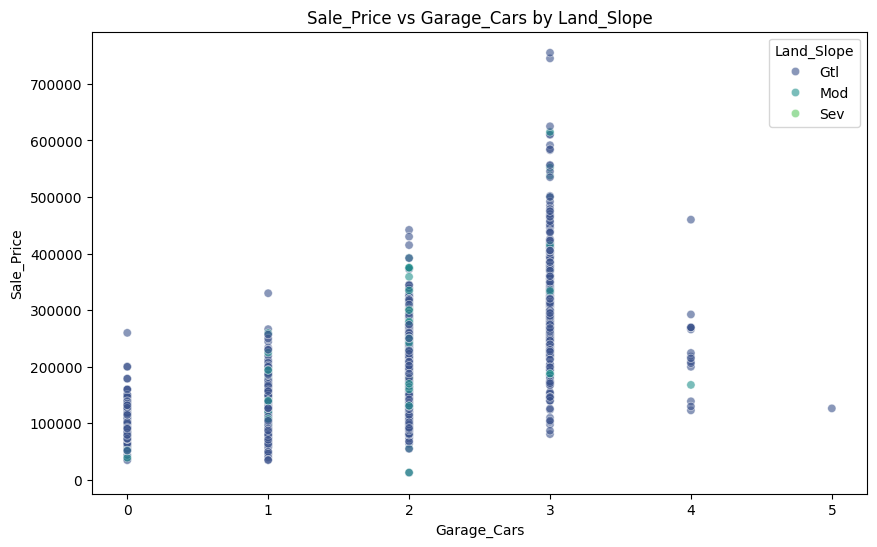 Sale_Price vs Garage_Cars by Land_Slope
Land_Slope
Gtl
Mod
Sev
Sale_Price
700000
600000
500000
400000
300000
200000
100000
0
0 1 2 3 4 5
Garage_Cars